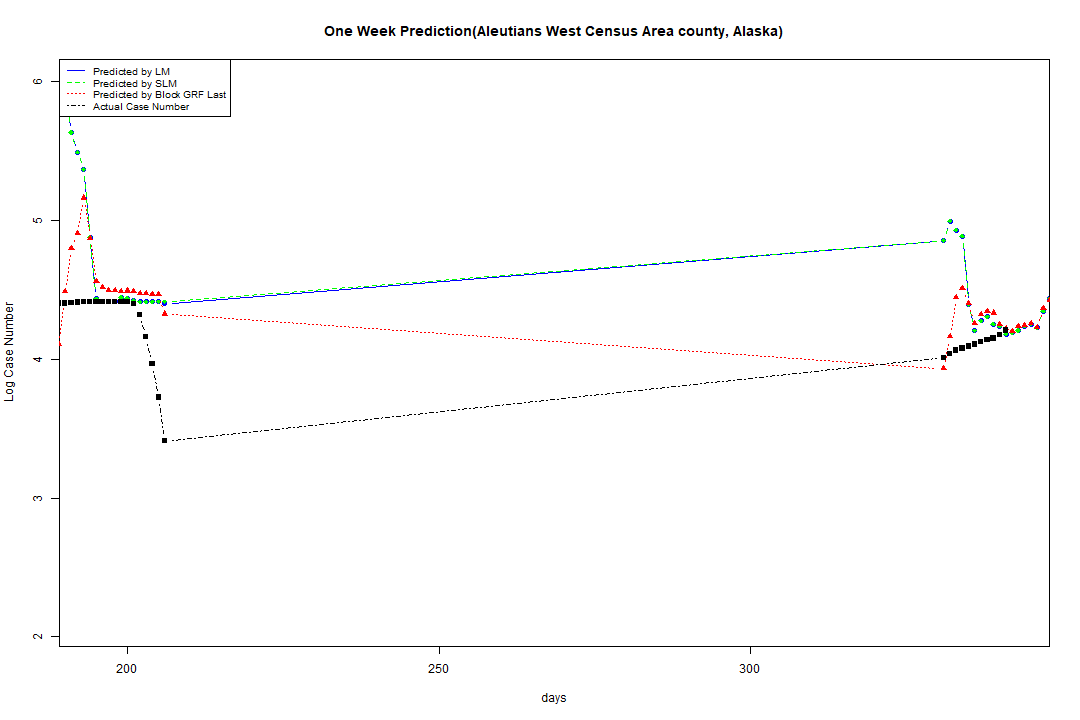 One Week Prediction(Aleutians West Census Area county, Alaska)
Predicted by LM
Predicted by SLM
Predicted by Block GRF Last
Actual Case Number
Log Case Number
6
5
4
3
2
200 250 300
days